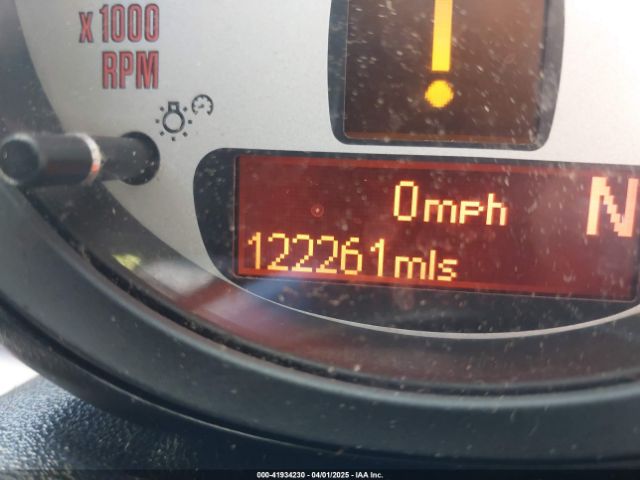 x1000
RPM
!
0mph N
122261mls
000-41934230 - 04/01/2025 - IAA Inc.